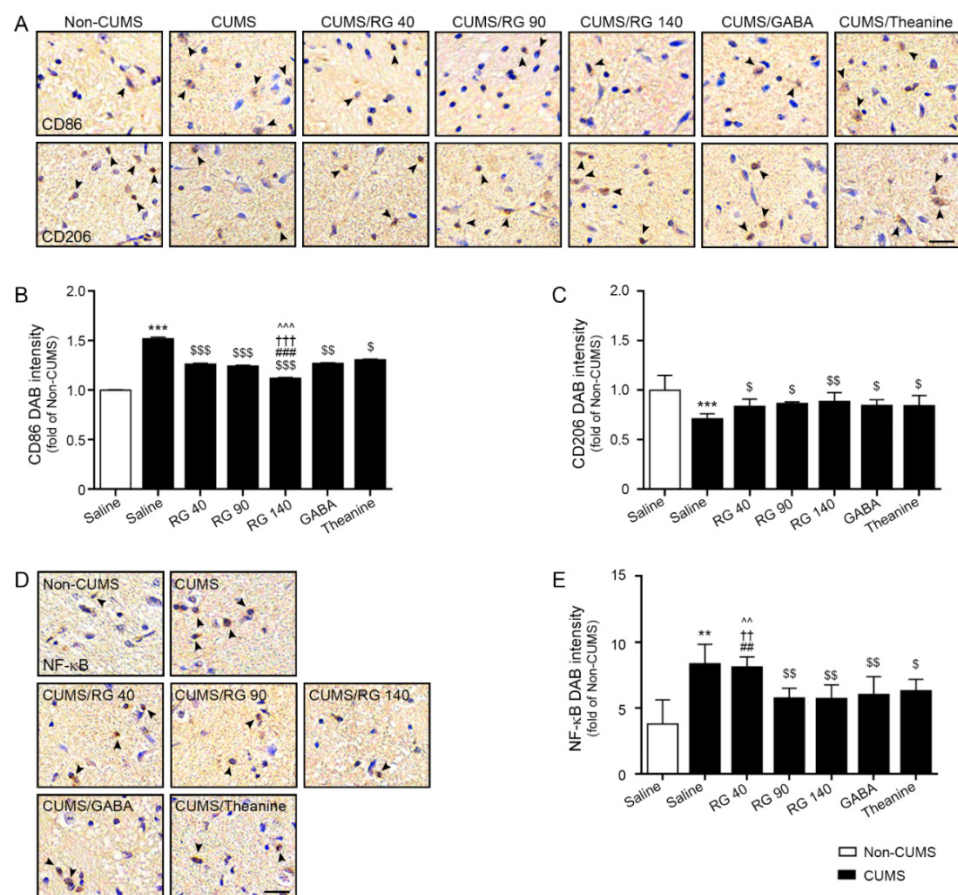 A
Non-CUMS CUMS CUMS/RG 40 CUMS/RG 90 CUMS/RG 140 CUMS/GABA CUMS/Theanine
CD86
CD206
B
CD86 DAB intensity
(fold of Non-CUMS)
2.0
1.5
1.0
0.5
0
***
$$$
$$$
^^^
†††
###
$$$
$$
$
Saline Saline RG 40 RG 90 RG 140 GABA Theanine
C
CD206 DAB intensity
(fold of Non-CUMS)
2.0
1.5
1.0
0.5
0
***
$
$
$$
$
$
Saline Saline RG 40 RG 90 RG 140 GABA Theanine
D
Non-CUMS CUMS
NF-κB
CUMS/RG 40 CUMS/RG 90 CUMS/RG 140
CUMS/GABA CUMS/Theanine
E
NF-κB DAB intensity
(fold of Non-CUMS)
15
10
5
0
**
^^
††
##
$$
$$
$$
$
Saline Saline RG 40 RG 90 RG 140 GABA Theanine
Non-CUMS
CUMS